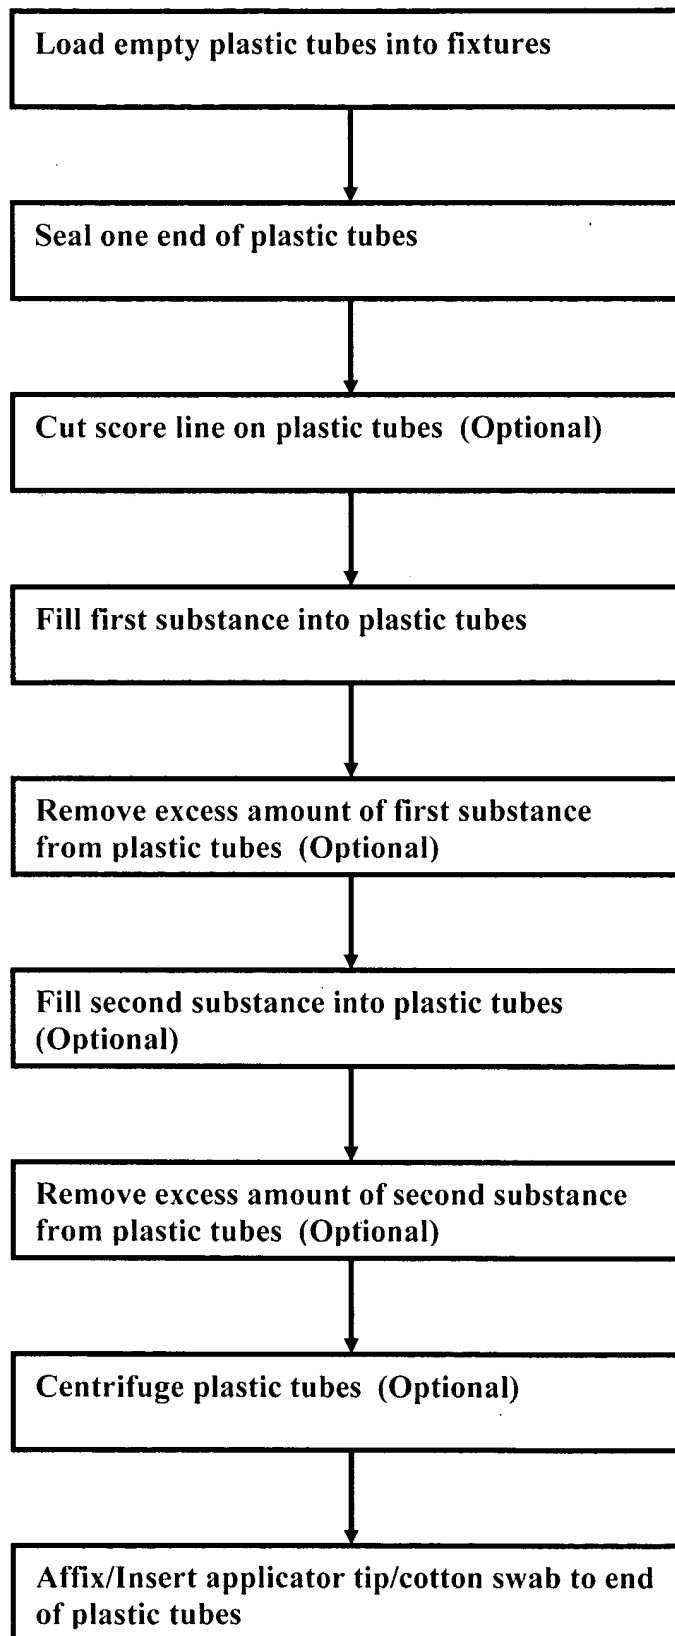 Load empty plastic tubes into fixtures
Seal one end of plastic tubes
Cut score line on plastic tubes (Optional)
Fill first substance into plastic tubes
Remove excess amount of first substance
from plastic tubes (Optional)
Fill second substance into plastic tubes
(Optional)
Remove excess amount of second substance
from plastic tubes (Optional)
Centrifuge plastic tubes (Optional)
Affix/Insert applicator tip/cotton swab to end
of plastic tubes